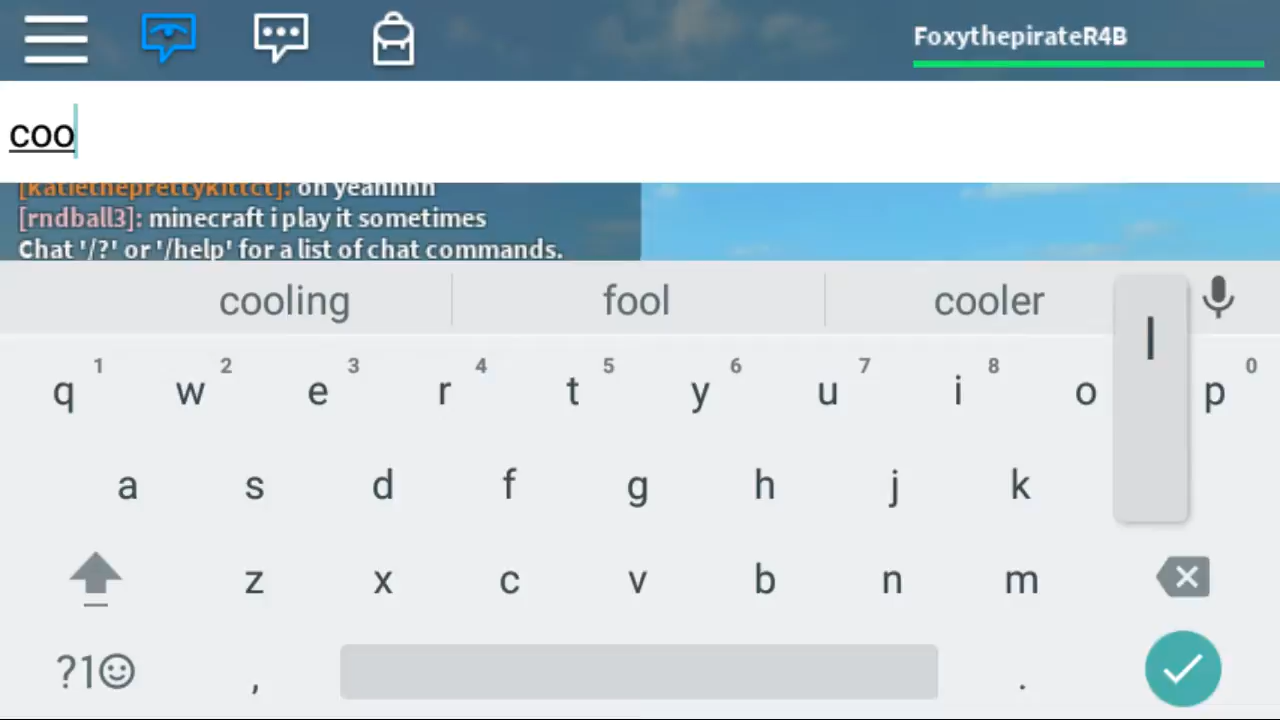 FoxythepirateR4B
coo
[katietheprettykittct]: oh yeahhhh
[rndball3]: minecraft i play it sometimes
Chat '/?' or '/help' for a list of chat commands.
cooling fool cooler
l
1 2 3 4 5 6 7 8 0
q w e r t y u i o p
a s d f g h j k
z x c v b n m
?1 , .